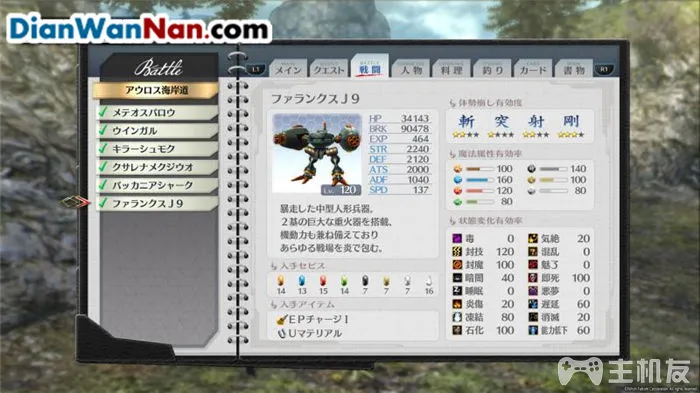 DianWanNan.com
Battle
L1 メイン クエスト 戦闘 人物 料理 釣り カード 書物 R1
アウロス海岸道
メテオスバロウ
ウインガル
キラーシュモク
クサレナメクジウオ
バッカニアシャーク
ファランクスJ9
ファランクスJ9
Lv. 120
HP 34143
BRK 90478
EXP 464
STR 2240
DEF 2120
ATS 2000
ADF 1040
SPD 137
暴走した中型人形兵器。
2基の巨大な重火器を搭載、
機動力も兼ね備えており
あらゆる戦場を炎で包む。
入手セピス
14 13 15 14 7 7 7 16
入手アイテム
EPチャージ1
Uマテリアル
体勢崩し有効度
斬 突 射 剛
魔法属性有効率
100 140
160 80
120 80
80
状態変化有効率
毒 0 気絶 20
封技 120 混乱 0
封魔 100 魅了 0
暗闇 40 即死 100
睡眠 0 悪夢 0
炎傷 20 遅延 60
凍結 80 消滅 20
石化 100 能力低下 60
主机友